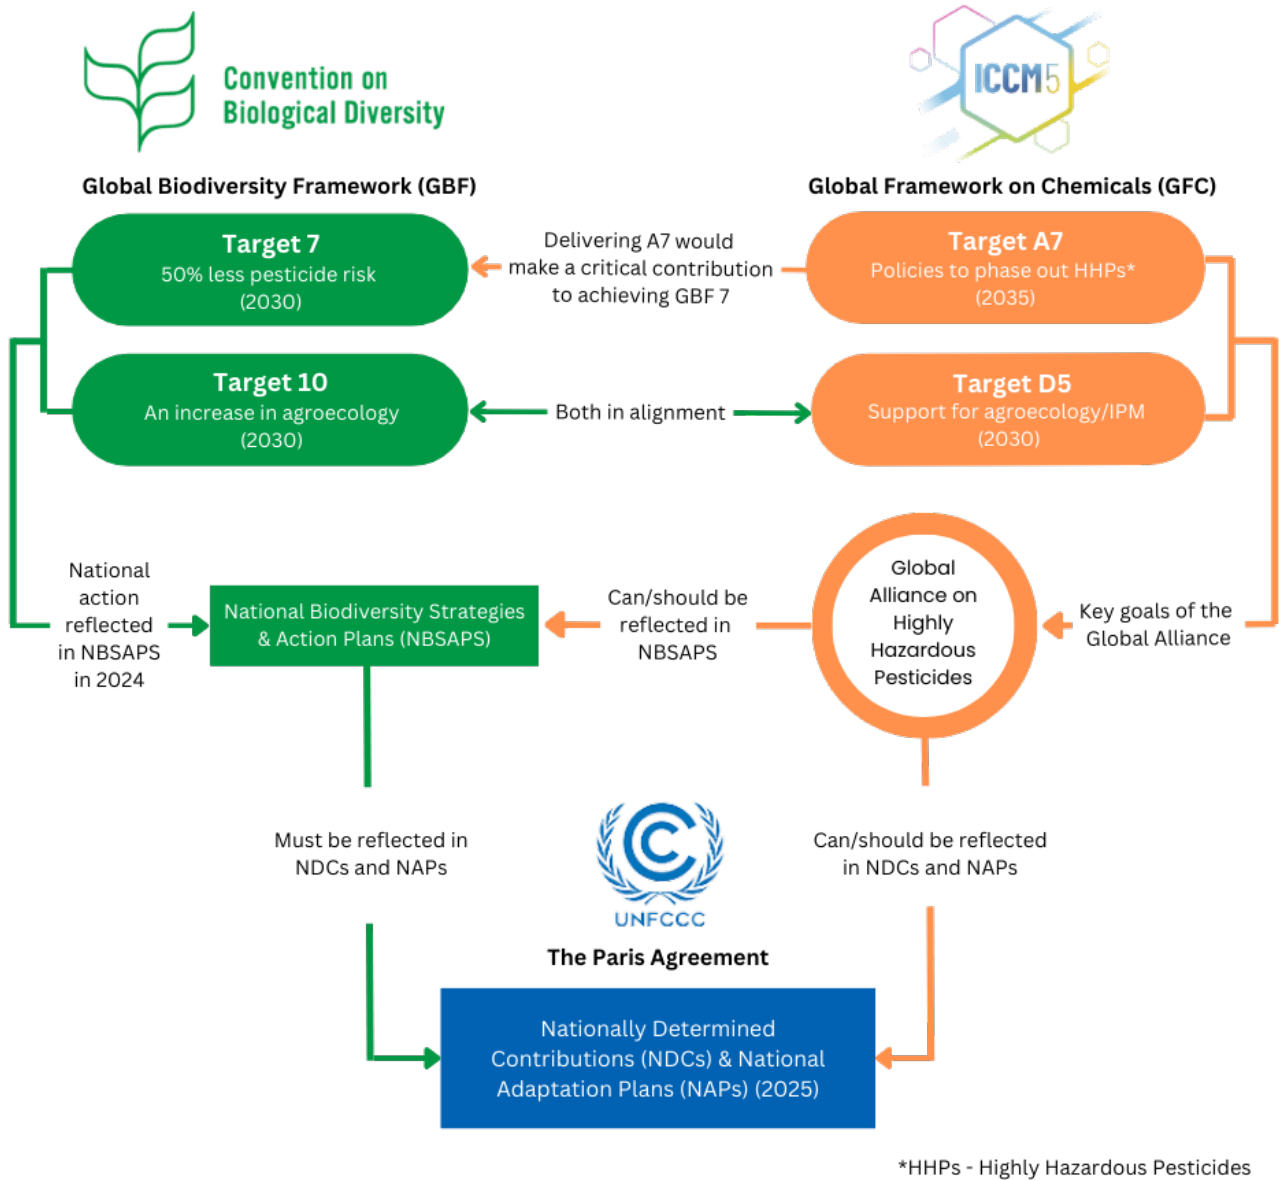 Convention on
Biological Diversity
ICCM5
Global Biodiversity Framework (GBF)
Global Framework on Chemicals (GFC)
Target 7
50% less pesticide risk
(2030)
Delivering A7 would
make a critical contribution
to achieving GBF 7
Target A7
Policies to phase out HHPs*
(2035)
Target 10
An increase in agroecology
(2030)
Both in alignment
Target D5
Support for agroecology/IPM
(2030)
National
action
reflected
in NBSAPS
in 2024
National Biodiversity Strategies
& Action Plans (NBSAPS)
Can/should be
reflected in
NBSAPS
Global
Alliance on
Highly
Hazardous
Pesticides
Key goals of the
Global Alliance
Must be reflected in
NDCs and NAPs
UNFCCC
Can/should be reflected
in NDCs and NAPs
The Paris Agreement
Nationally Determined
Contributions (NDCs) & National
Adaptation Plans (NAPs) (2025)
*HHPs - Highly Hazardous Pesticides